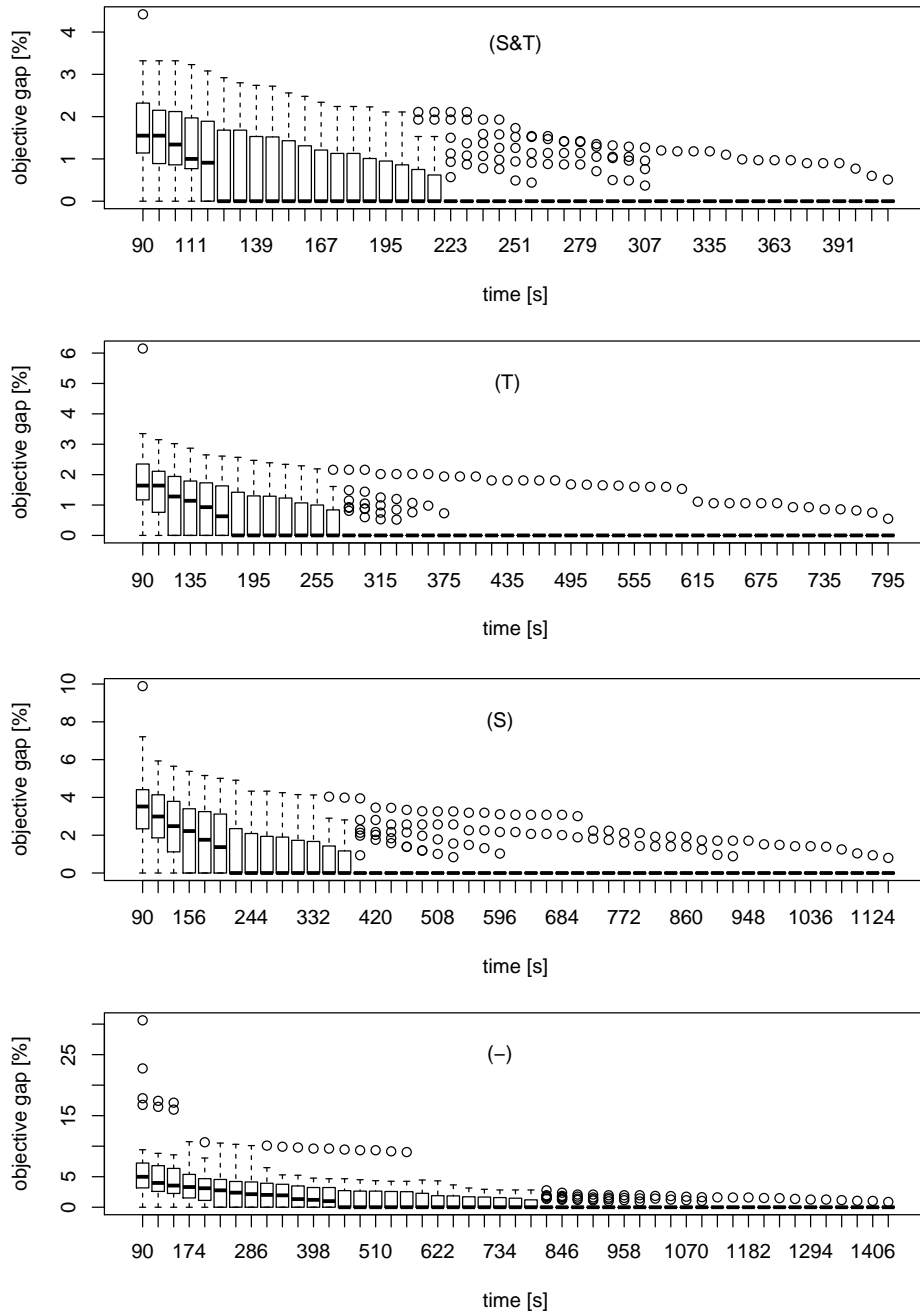 (S&T)
objective gap [%]
4
3
2
1
0
90 111 139 167 195 223 251 279 307 335 363 391
time [s]
(T)
objective gap [%]
6
5
4
3
2
1
0
90 135 195 255 315 375 435 495 555 615 675 735 795
time [s]
(S)
objective gap [%]
10
8
6
4
2
0
90 156 244 332 420 508 596 684 772 860 948 1036 1124
time [s]
(−)
objective gap [%]
25
15
5
0
90 174 286 398 510 622 734 846 958 1070 1182 1294 1406
time [s]